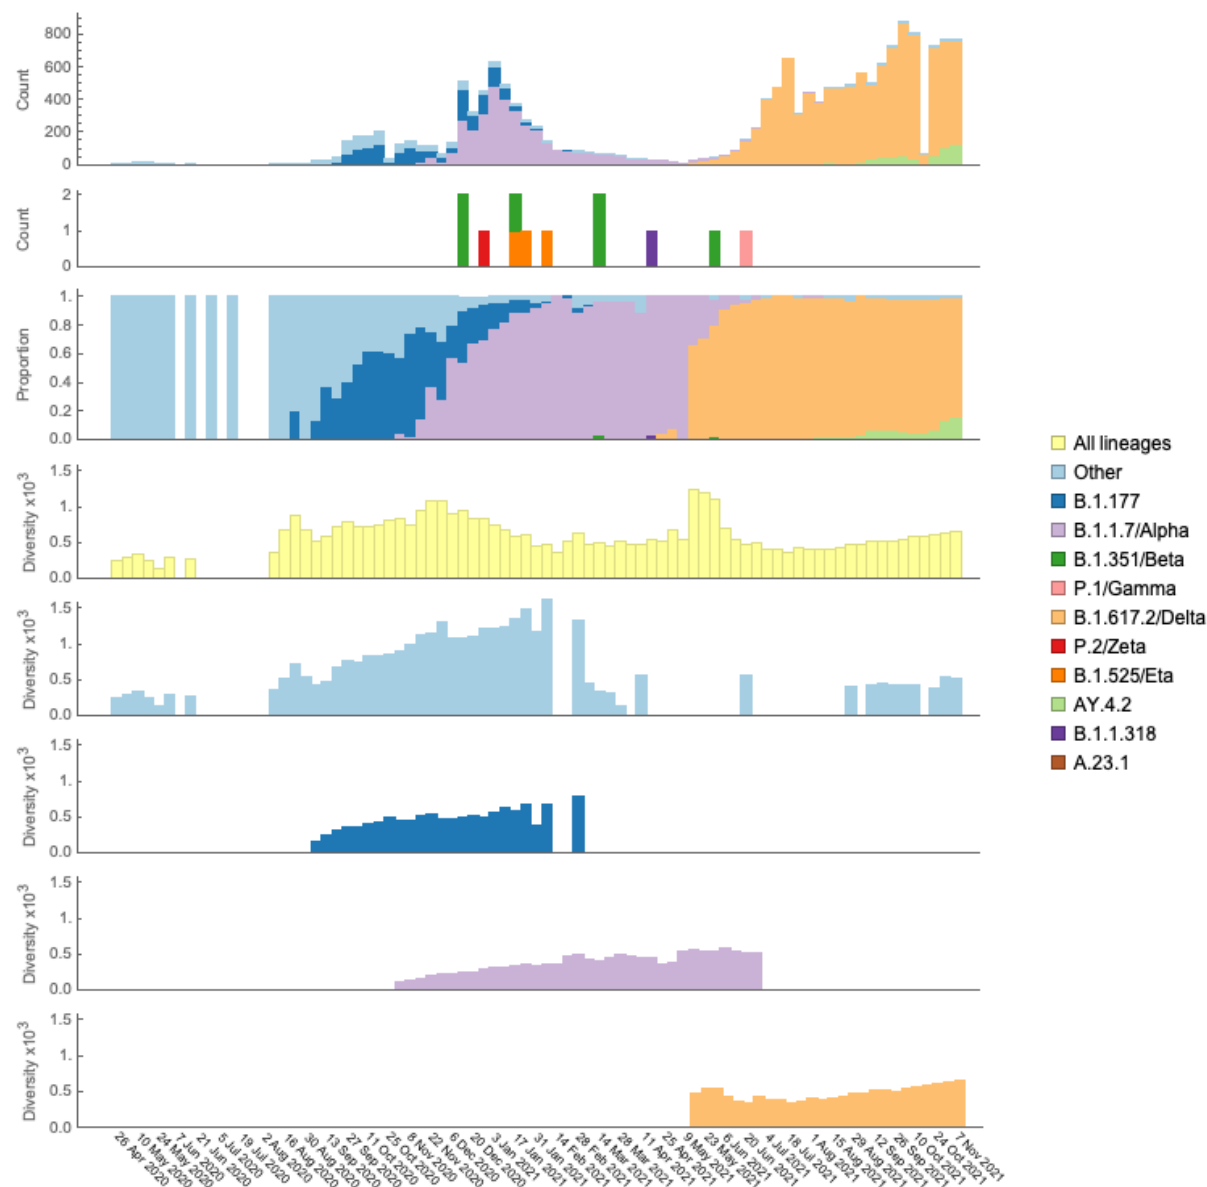 800
600
400
200
0
Count
2
1
0
Count
1.
0.8
0.6
0.4
0.2
0.0
Proportion
1.5
1.
0.5
0.0
Diversity x10³
1.5
1.
0.5
0.0
Diversity x10³
1.5
1.
0.5
0.0
Diversity x10³
1.5
1.
0.5
0.0
Diversity x10³
1.5
1.
0.5
0.0
Diversity x10³
26 Apr 2020
10 May 2020
24 May 2020
7 Jun 2020
21 Jun 2020
5 Jul 2020
19 Jul 2020
2 Aug 2020
16 Aug 2020
30 Aug 2020
13 Sep 2020
27 Sep 2020
11 Oct 2020
25 Oct 2020
8 Nov 2020
22 Nov 2020
6 Dec 2020
20 Dec 2020
3 Jan 2021
17 Jan 2021
31 Jan 2021
14 Feb 2021
28 Feb 2021
14 Mar 2021
28 Mar 2021
11 Apr 2021
25 Apr 2021
9 May 2021
23 May 2021
6 Jun 2021
20 Jun 2021
4 Jul 2021
18 Jul 2021
1 Aug 2021
15 Aug 2021
29 Aug 2021
12 Sep 2021
26 Sep 2021
10 Oct 2021
24 Oct 2021
7 Nov 2021
All lineages
Other
B.1.177
B.1.1.7/Alpha
B.1.351/Beta
P.1/Gamma
B.1.617.2/Delta
P.2/Zeta
B.1.525/Eta
AY.4.2
B.1.1.318
A.23.1